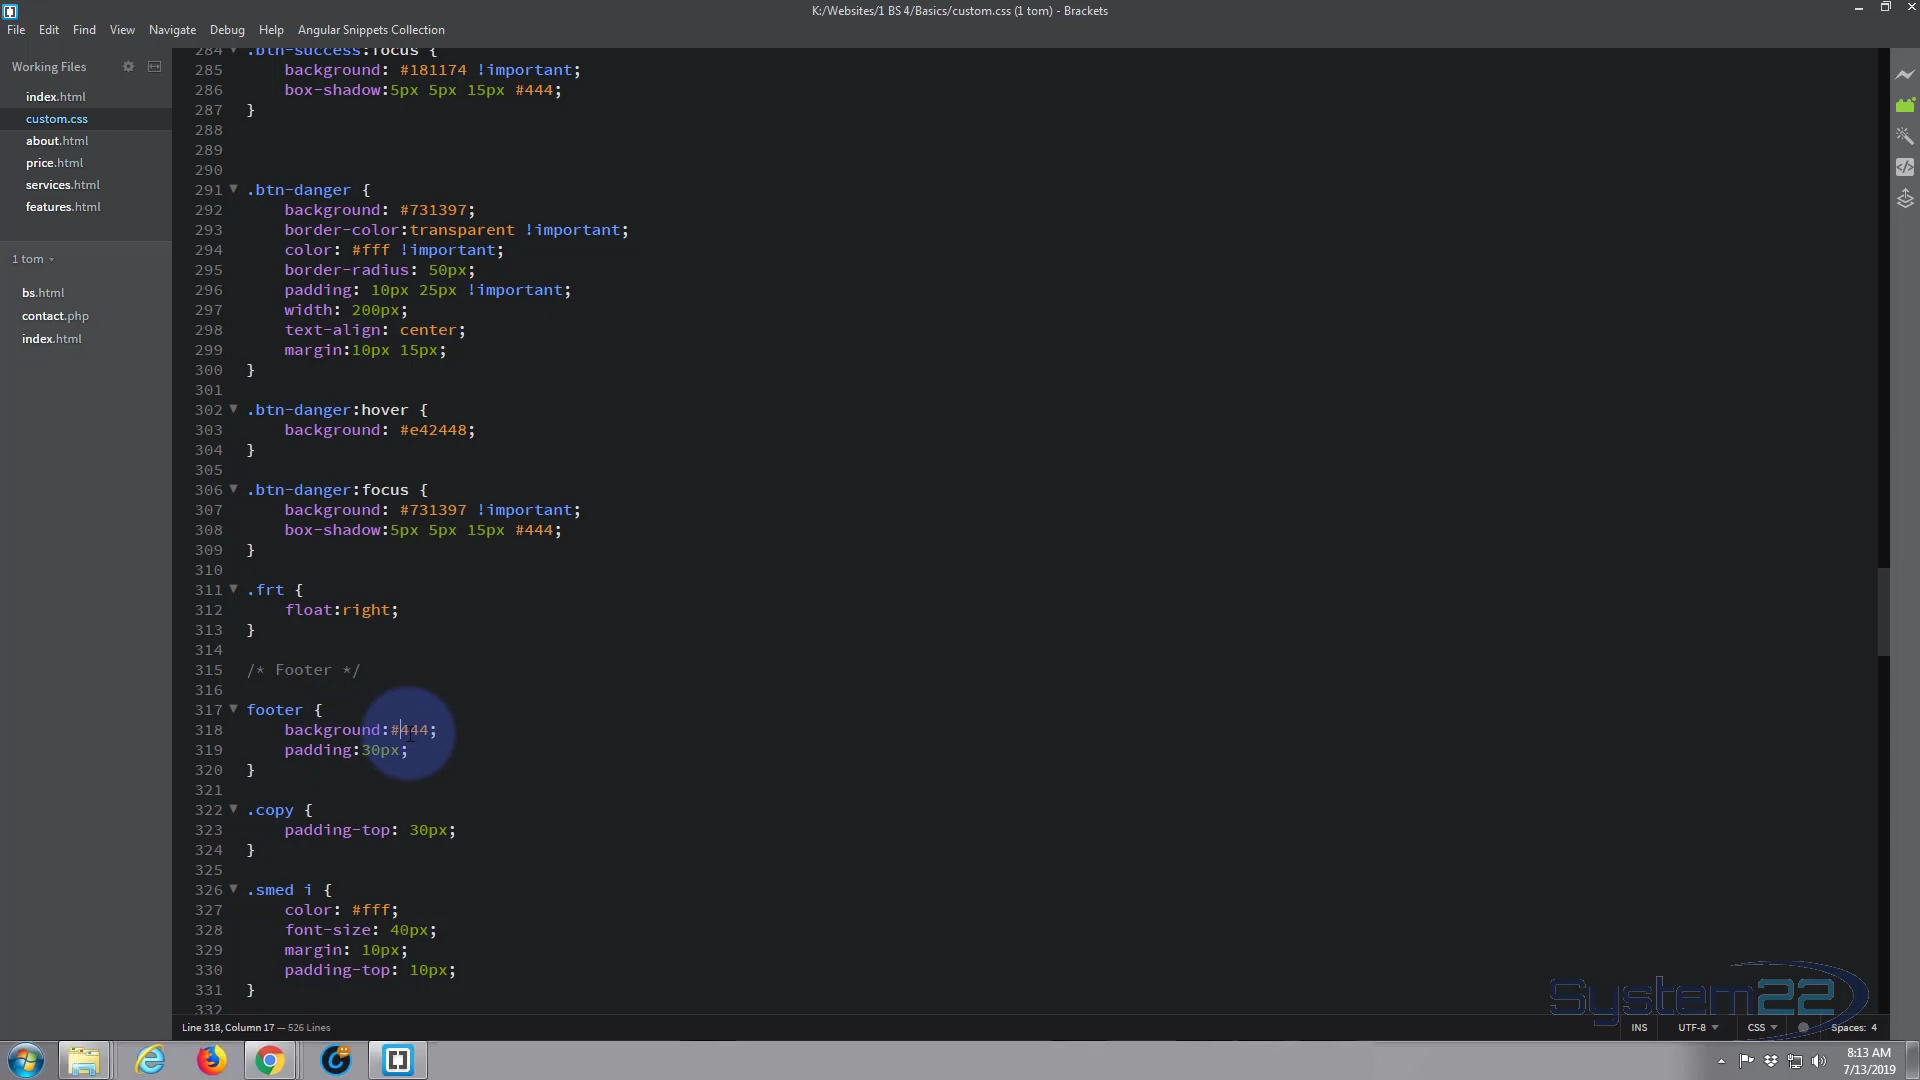 K:/Websites/1 BS 4/Basics/custom.css (1 tom) - Brackets
File Edit Find View Navigate Debug Help Angular Snippets Collection
Working Files
index.html
custom.css
about.html
price.html
services.html
features.html
1 tom
bs.html
contact.php
index.html
284 .btn-success:focus {
285 background: #181174 !important;
286 box-shadow:5px 5px 15px #444;
287 }
288
289
290
291 .btn-danger {
292 background: #731397;
293 border-color:transparent !important;
294 color: #fff !important;
295 border-radius: 50px;
296 padding: 10px 25px !important;
297 width: 200px;
298 text-align: center;
299 margin:10px 15px;
300 }
301
302 .btn-danger:hover {
303 background: #e42448;
304 }
305
306 .btn-danger:focus {
307 background: #731397 !important;
308 box-shadow:5px 5px 15px #444;
309 }
310
311 .frt {
312 float:right;
313 }
314
315 /* Footer */
316
317 footer {
318 background:#444;
319 padding:30px;
320 }
321
322 .copy {
323 padding-top: 30px;
324 }
325
326 .smed i {
327 color: #fff;
328 font-size: 40px;
329 margin: 10px;
330 padding-top: 10px;
331 }
332
System22
Line 318, Column 17 — 526 Lines
INS UTF-8 CSS Spaces: 4
8:13 AM
7/13/2019